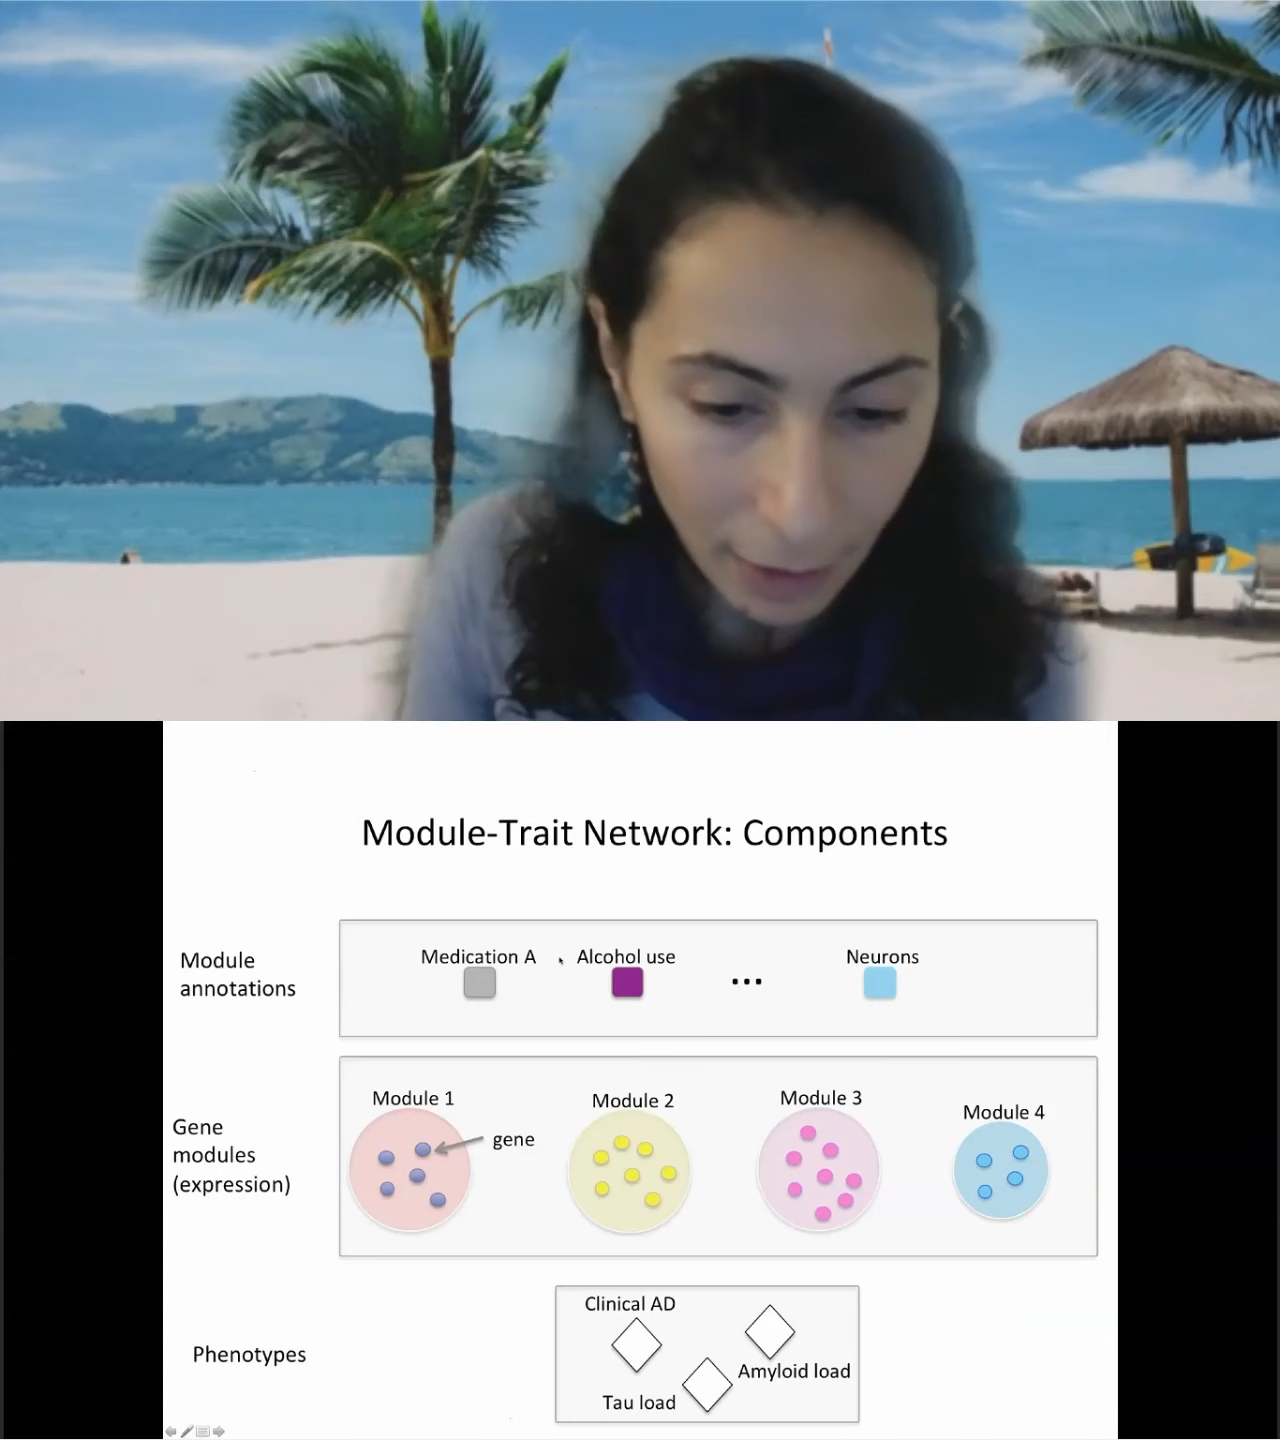 Module-Trait Network: Components
Module
annotations
Medication A
Alcohol use
...
Neurons
Gene
modules
(expression)
Module 1
gene
Module 2
Module 3
Module 4
Phenotypes
Clinical AD
Amyloid load
Tau load